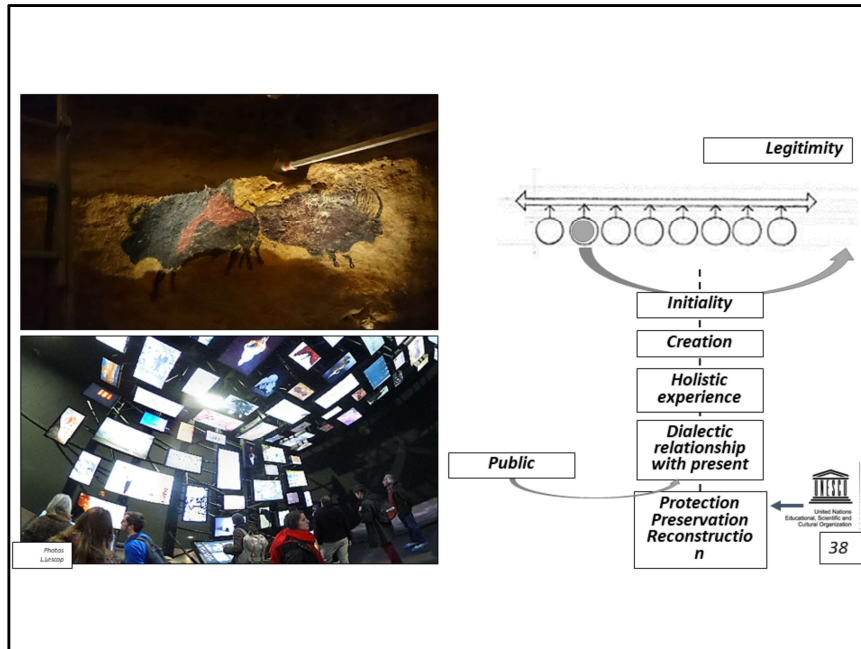 Legitimity
Initiality
Creation
Holistic
experience
Dialectic
relationship
with present
Public
Protection
Preservation
Reconstructio
n
United Nations
Educational, Scientific and
Cultural Organization
Photos
L.Lescop
38